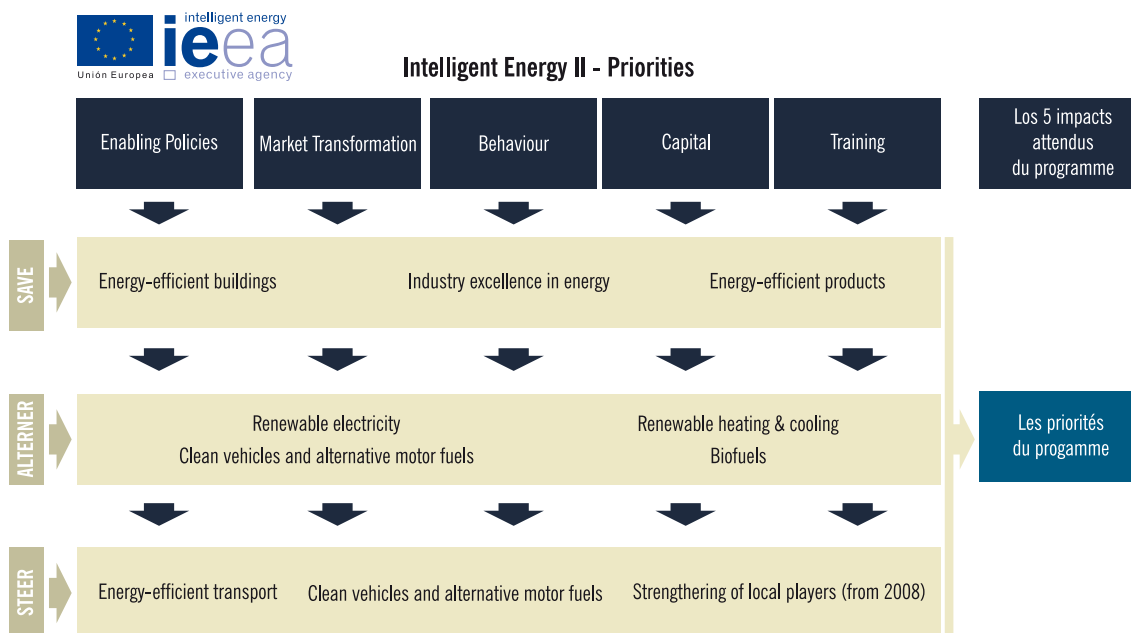 intelligent energy
ieea
Unión Europea
executive agency
Intelligent Energy II - Priorities
Enabling Policies
Market Transformation
Behaviour
Capital
Training
Los 5 impacts
attendus
du programme
SAVE
Energy-efficient buildings
Industry excellence in energy
Energy-efficient products
ALTERNER
Renewable electricity
Clean vehicles and alternative motor fuels
Renewable heating & cooling
Biofuels
Les priorités
du progamme
STEER
Energy-efficient transport
Clean vehicles and alternative motor fuels
Strengthering of local players (from 2008)